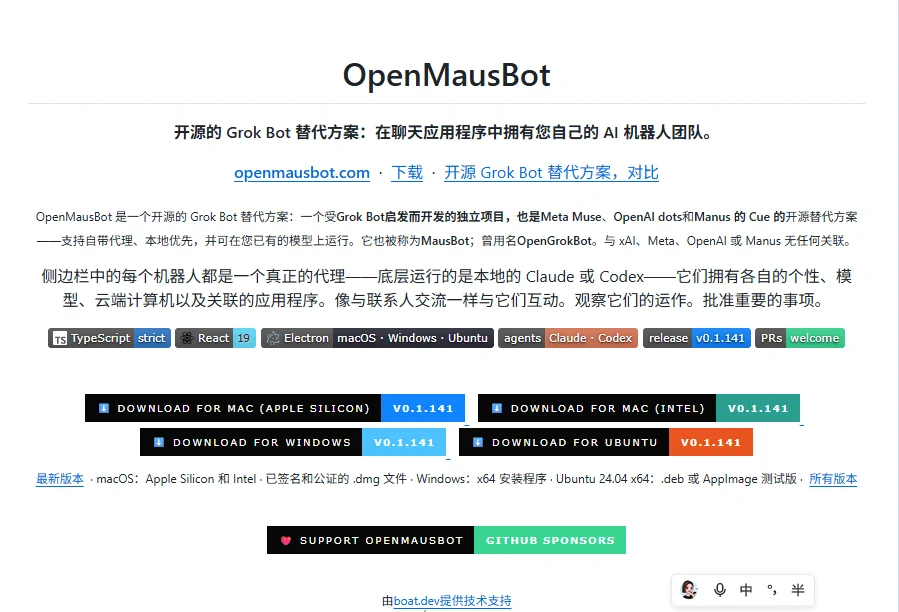 OpenMausBot
开源的 Grok Bot 替代方案：在聊天应用程序中拥有您自己的 AI 机器人团队。
openmausbot.com · 下载 · 开源 Grok Bot 替代方案，对比
OpenMausBot 是一个开源的 Grok Bot 替代方案：一个受Grok Bot启发而开发的独立项目，也是Meta Muse、OpenAI dots和Manus 的 Cue 的开源替代方案
——支持自带代理、本地优先，并可在您已有的模型上运行。它也被称为MausBot；曾用名OpenGrokBot。与 xAI、Meta、OpenAI 或 Manus 无任何关联。
侧边栏中的每个机器人都是一个真正的代理——底层运行的是本地的 Claude 或 Codex——它们拥有各自的个性、模
型、云端计算机以及关联的应用程序。像与联系人交流一样与它们互动。观察它们的运作。批准重要的事项。
TS TypeScript strict React 19 Electron macOS · Windows · Ubuntu agents Claude · Codex release v0.1.141 PRs welcome
DOWNLOAD FOR MAC (APPLE SILICON) V0.1.141 DOWNLOAD FOR MAC (INTEL) V0.1.141
DOWNLOAD FOR WINDOWS V0.1.141 DOWNLOAD FOR UBUNTU V0.1.141
最新版本 · macOS：Apple Silicon 和 Intel · 已签名和公证的 .dmg 文件 · Windows：x64 安装程序 · Ubuntu 24.04 x64：.deb 或 AppImage 测试版 · 所有版本
SUPPORT OPENMAUSBOT GITHUB SPONSORS
由boat.dev提供技术支持
中 °, 半